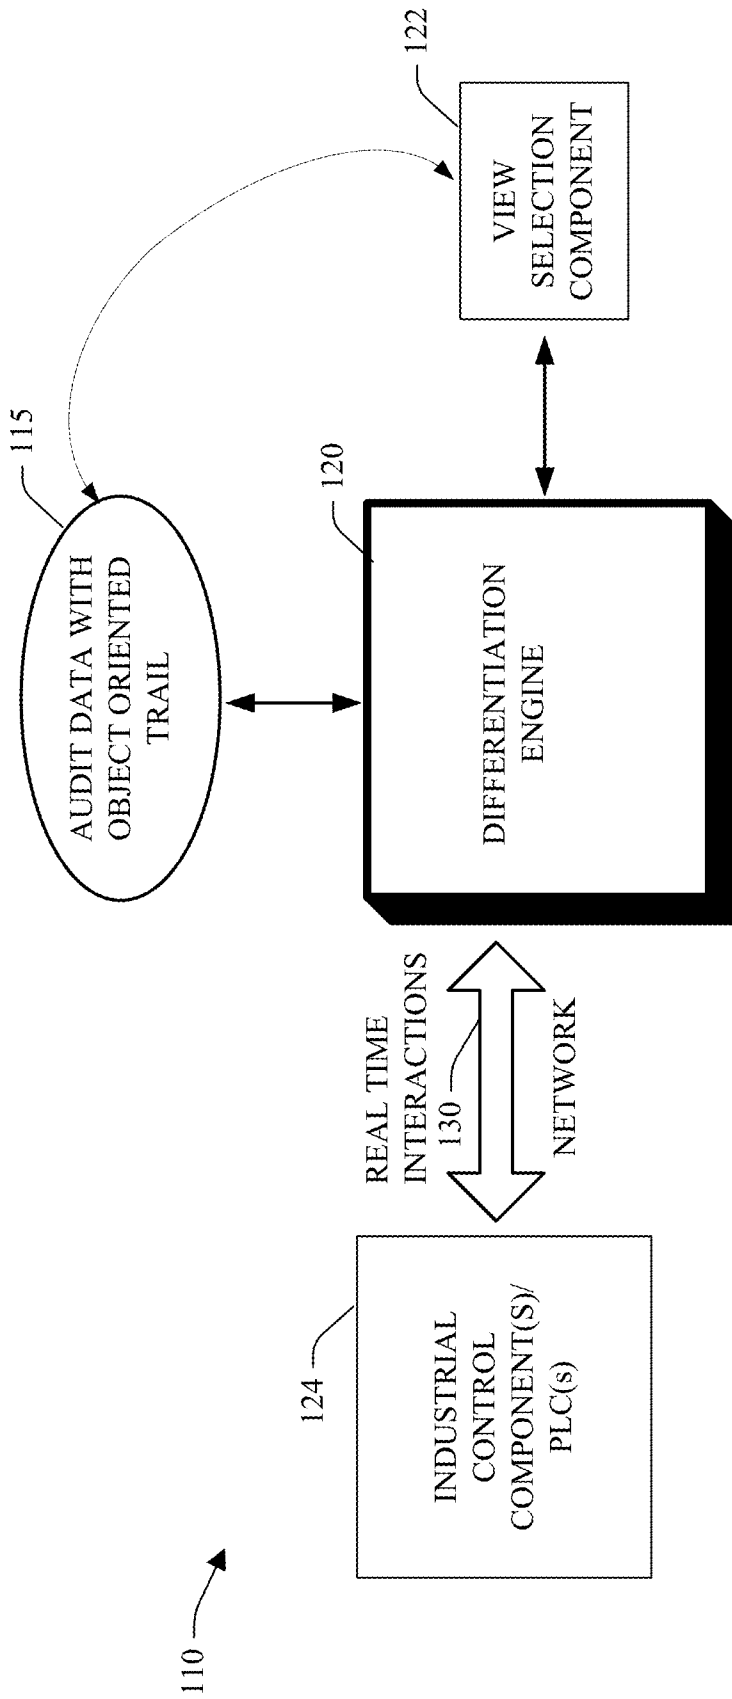 110
124
INDUSTRIAL
CONTROL
COMPONENT(S)/
PLC(s)
REAL TIME
INTERACTIONS
130
NETWORK
115
AUDIT DATA WITH
OBJECT ORIENTED
TRAIL
120
DIFFERENTIATION
ENGINE
122
VIEW
SELECTION
COMPONENT